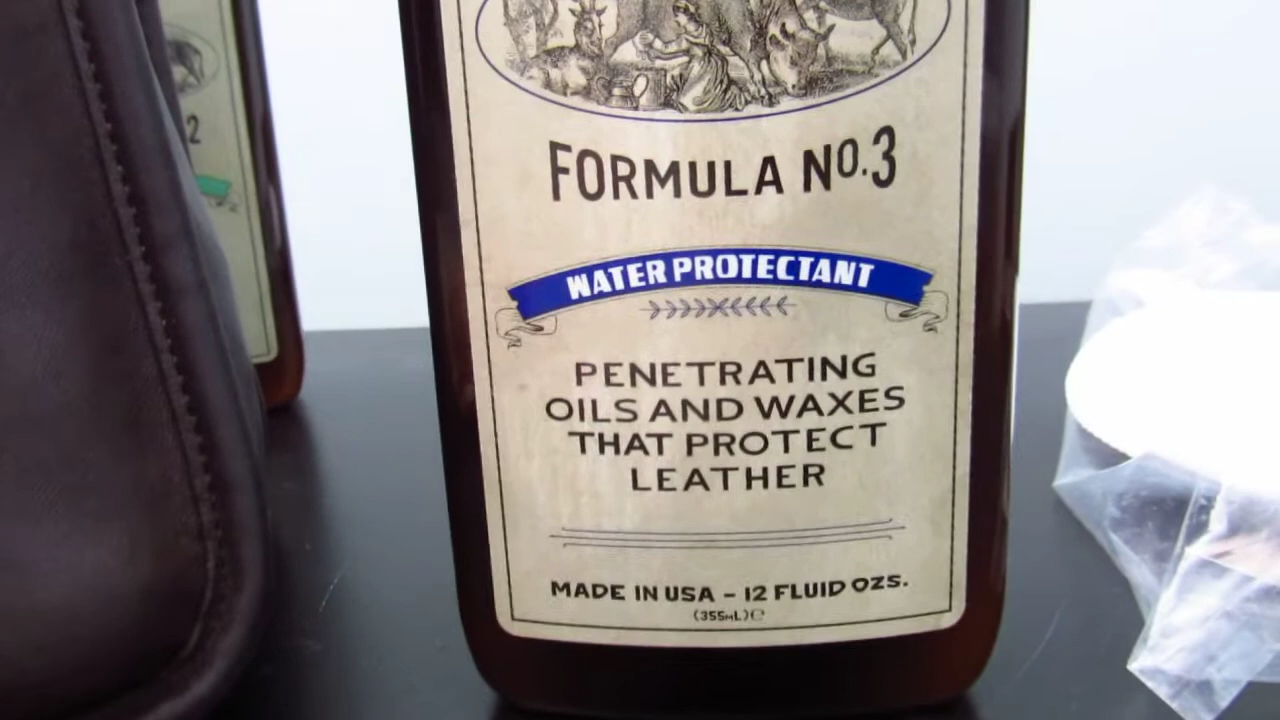 2
FORMULA NO.3
WATER PROTECTANT
PENETRATING
OILS AND WAXES
THAT PROTECT
LEATHER
MADE IN USA - 12 FLUID OZS.
(355ML)℮